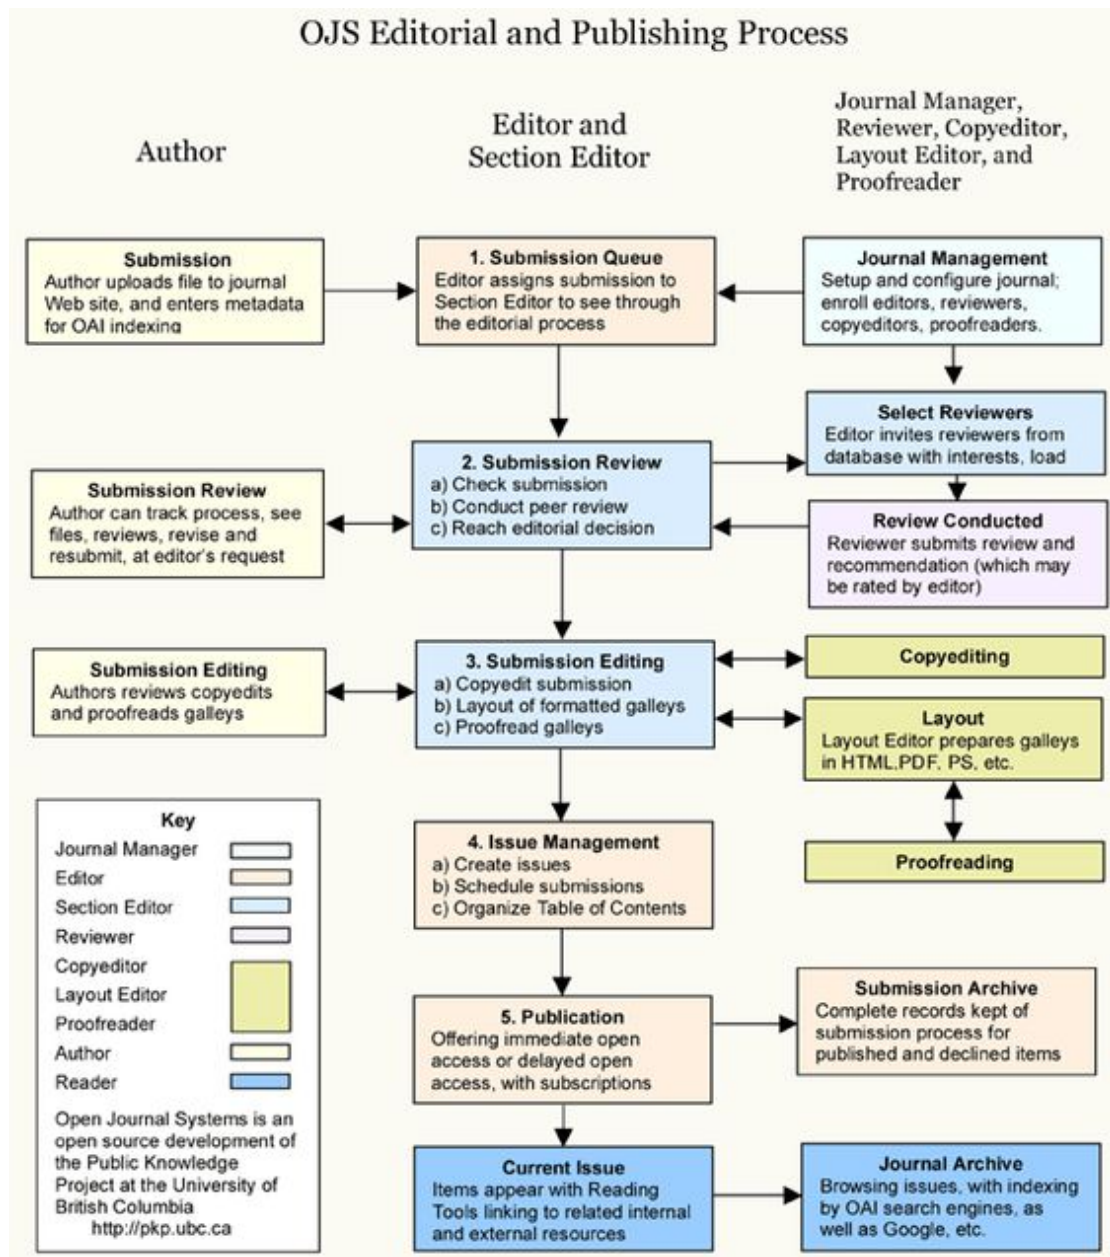 OJS Editorial and Publishing Process
Author
Editor and
Section Editor
Journal Manager,
Reviewer, Copyeditor,
Layout Editor, and
Proofreader
Submission
Author uploads file to journal
Web site, and enters metadata
for OAI indexing
1. Submission Queue
Editor assigns submission to
Section Editor to see through
the editorial process
Journal Management
Setup and configure journal;
enroll editors, reviewers,
copyeditors, proofreaders.
Select Reviewers
Editor invites reviewers from
database with interests, load
Submission Review
Author can track process, see
files, reviews, revise and
resubmit, at editor's request
2. Submission Review
a) Check submission
b) Conduct peer review
c) Reach editorial decision
Review Conducted
Reviewer submits review and
recommendation (which may
be rated by editor)
Submission Editing
Authors reviews copyedits
and proofreads galleys
3. Submission Editing
a) Copyedit submission
b) Layout of formatted galleys
c) Proofread galleys
Copyediting
Layout
Layout Editor prepares galleys
in HTML,PDF, PS, etc.
Proofreading
4. Issue Management
a) Create issues
b) Schedule submissions
c) Organize Table of Contents
5. Publication
Offering immediate open
access or delayed open
access, with subscriptions
Submission Archive
Complete records kept of
submission process for
published and declined items
Current Issue
Items appear with Reading
Tools linking to related internal
and external resources
Journal Archive
Browsing issues, with indexing
by OAI search engines, as
well as Google, etc.
Key
Journal Manager
Editor
Section Editor
Reviewer
Copyeditor
Layout Editor
Proofreader
Author
Reader
Open Journal Systems is an
open source development of
the Public Knowledge
Project at the University of
British Columbia
http://pkp.ubc.ca